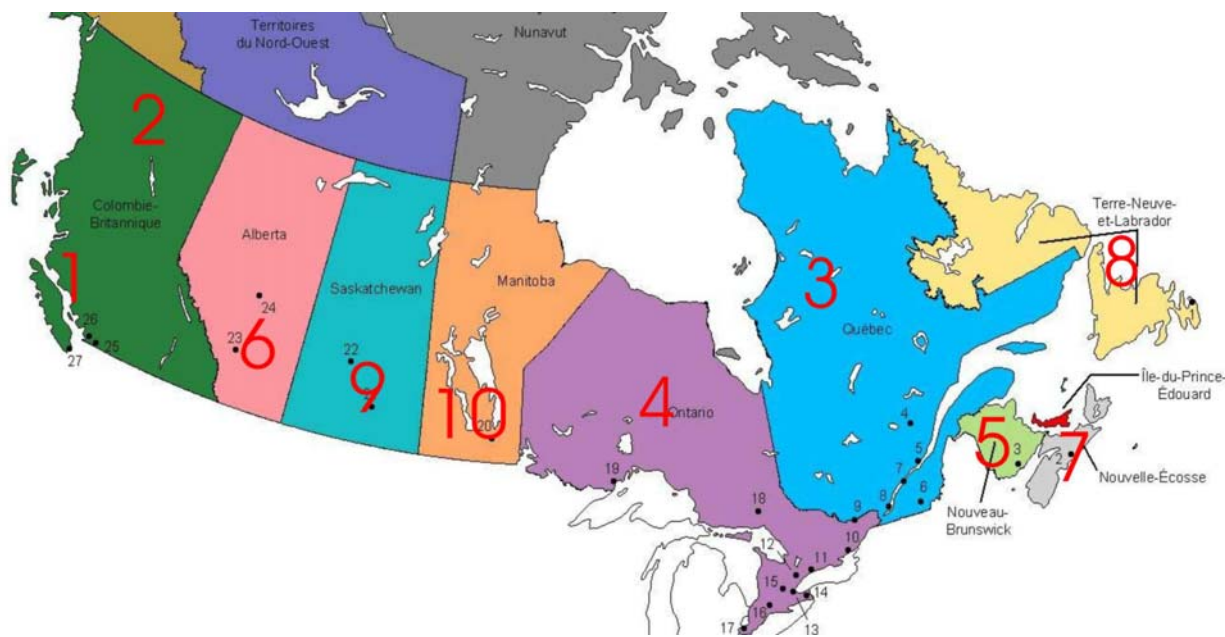 Territoires
du Nord-Ouest
Nunavut
2
Colombie-
Britannique
Alberta
Saskatchewan
Manitoba
3
Québec
Terre-Neuve-
et-Labrador
8
1
1
24
26
25
27
23
6
22
9
10
20
4
Ontario
4
5
Île-du-Prince-
Édouard
5
3
2
7
Nouvelle-Écosse
Nouveau-
Brunswick
7
6
8
9
19
18
10
12
11
15
14
16
17
13